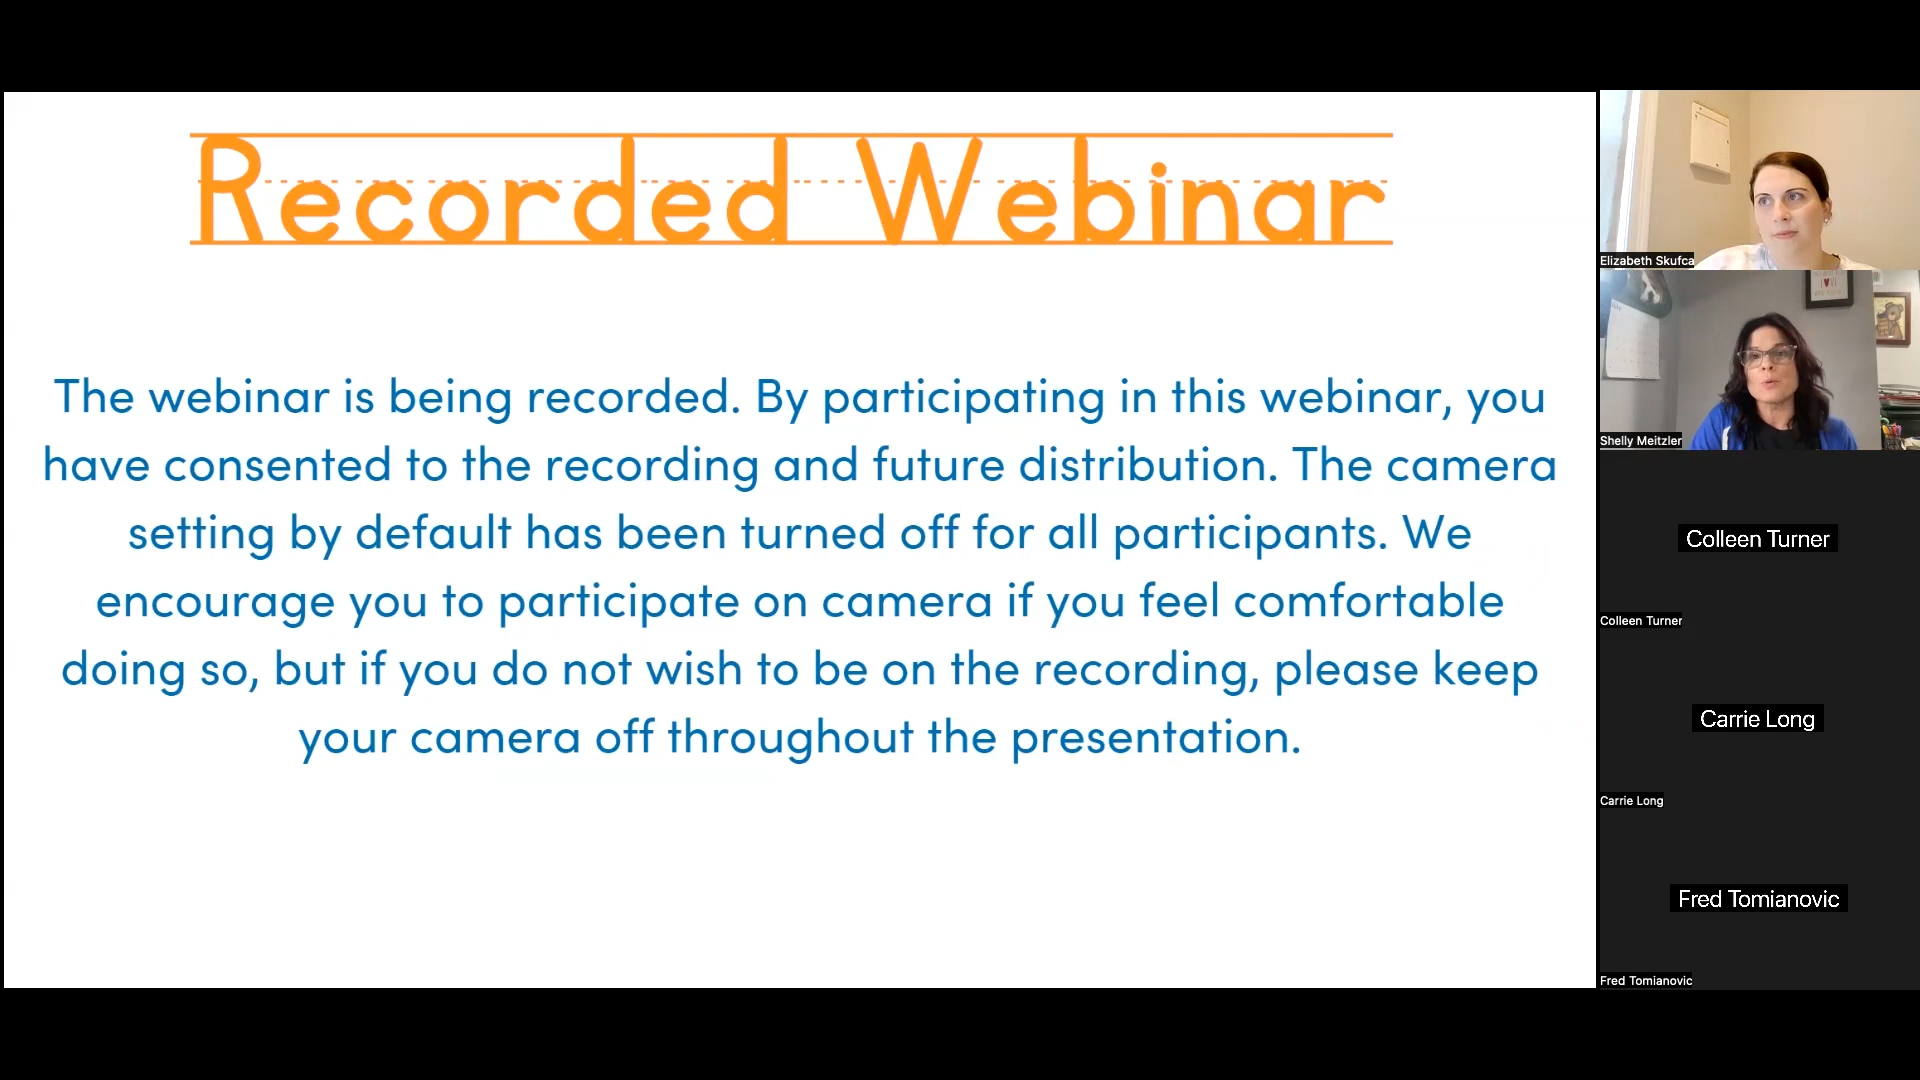 Recorded Webinar
The webinar is being recorded. By participating in this webinar, you
have consented to the recording and future distribution. The camera
setting by default has been turned off for all participants. We
encourage you to participate on camera if you feel comfortable
doing so, but if you do not wish to be on the recording, please keep
your camera off throughout the presentation.
Elizabeth Skufca
Shelly Meitzler
Colleen Turner
Colleen Turner
Carrie Long
Carrie Long
Fred Tomianovic
Fred Tomianovic